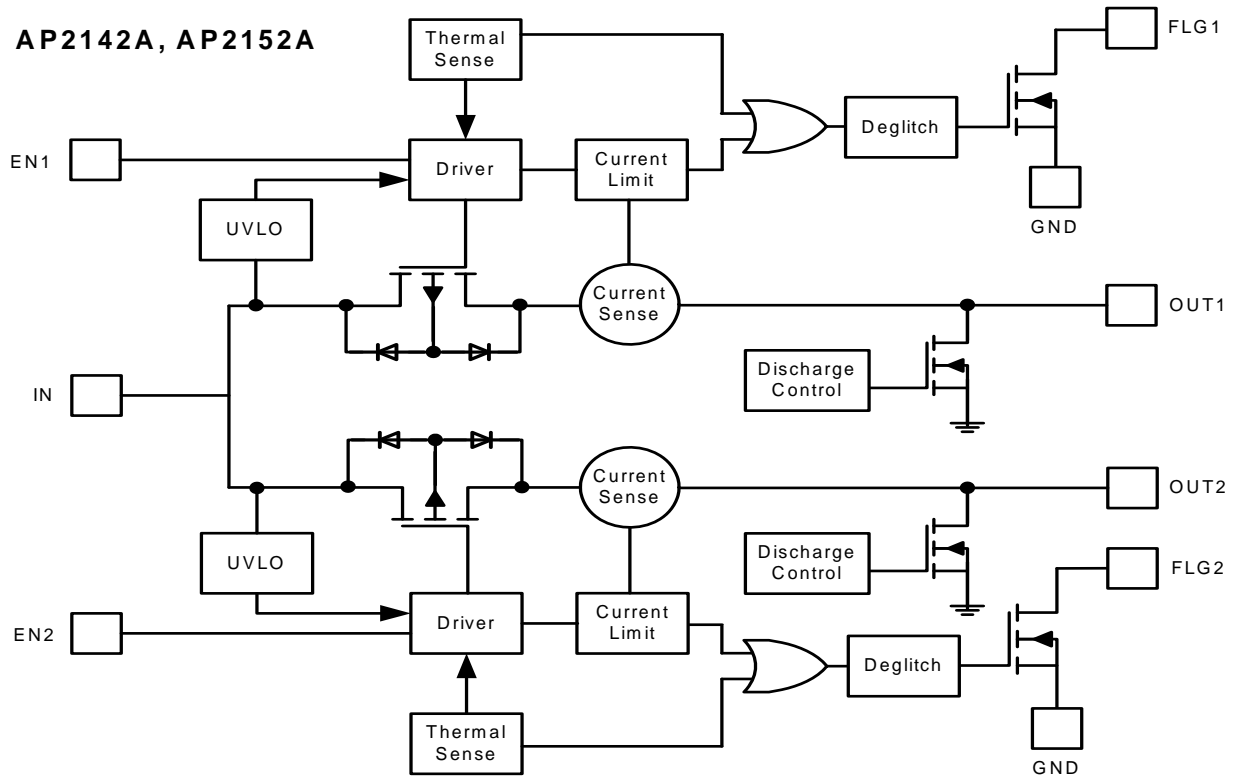 AP2142A, AP2152A
Thermal
Sense
FLG1
Deglitch
EN1
Driver
Current
Limit
UVLO
GND
Current
Sense
OUT1
Discharge
Control
IN
Current
Sense
OUT2
Discharge
Control
UVLO
FLG2
EN2
Driver
Current
Limit
Deglitch
Thermal
Sense
GND